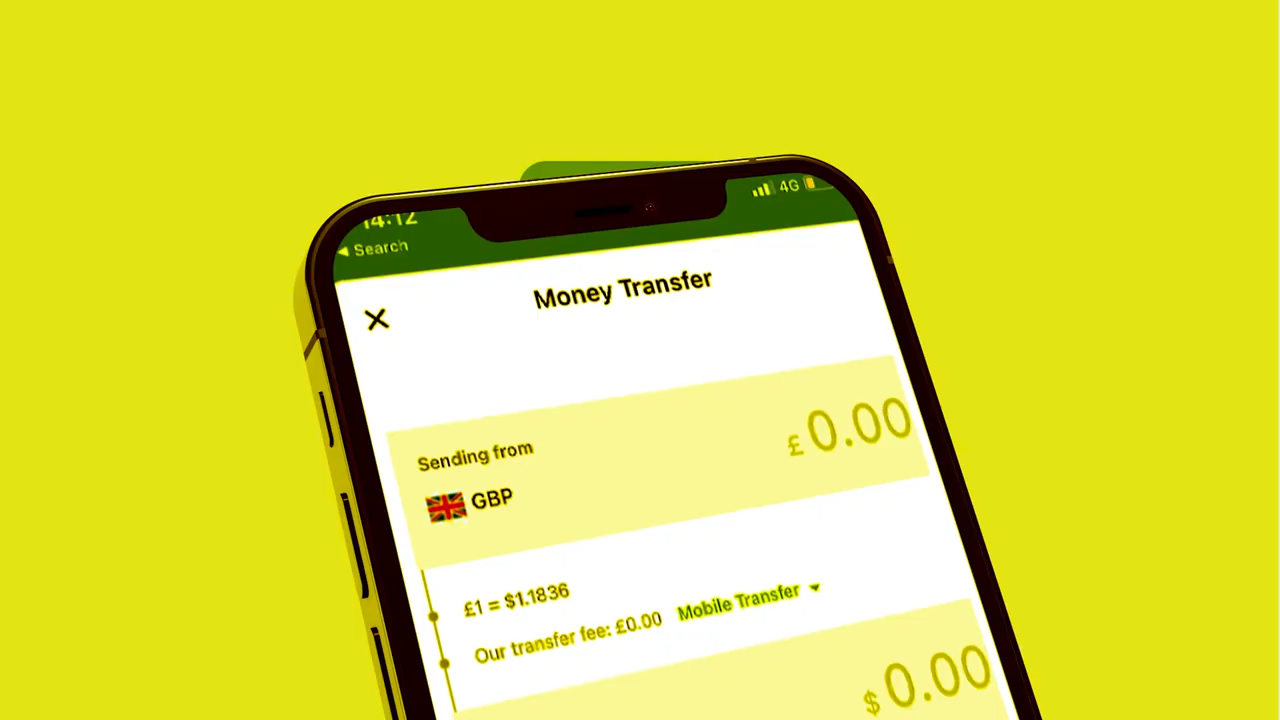 14:12
4G
◀ Search
Money Transfer
Sending from
£0.00
GBP
£1 = $1.1836
Our transfer fee: £0.00 Mobile Transfer
$0.00